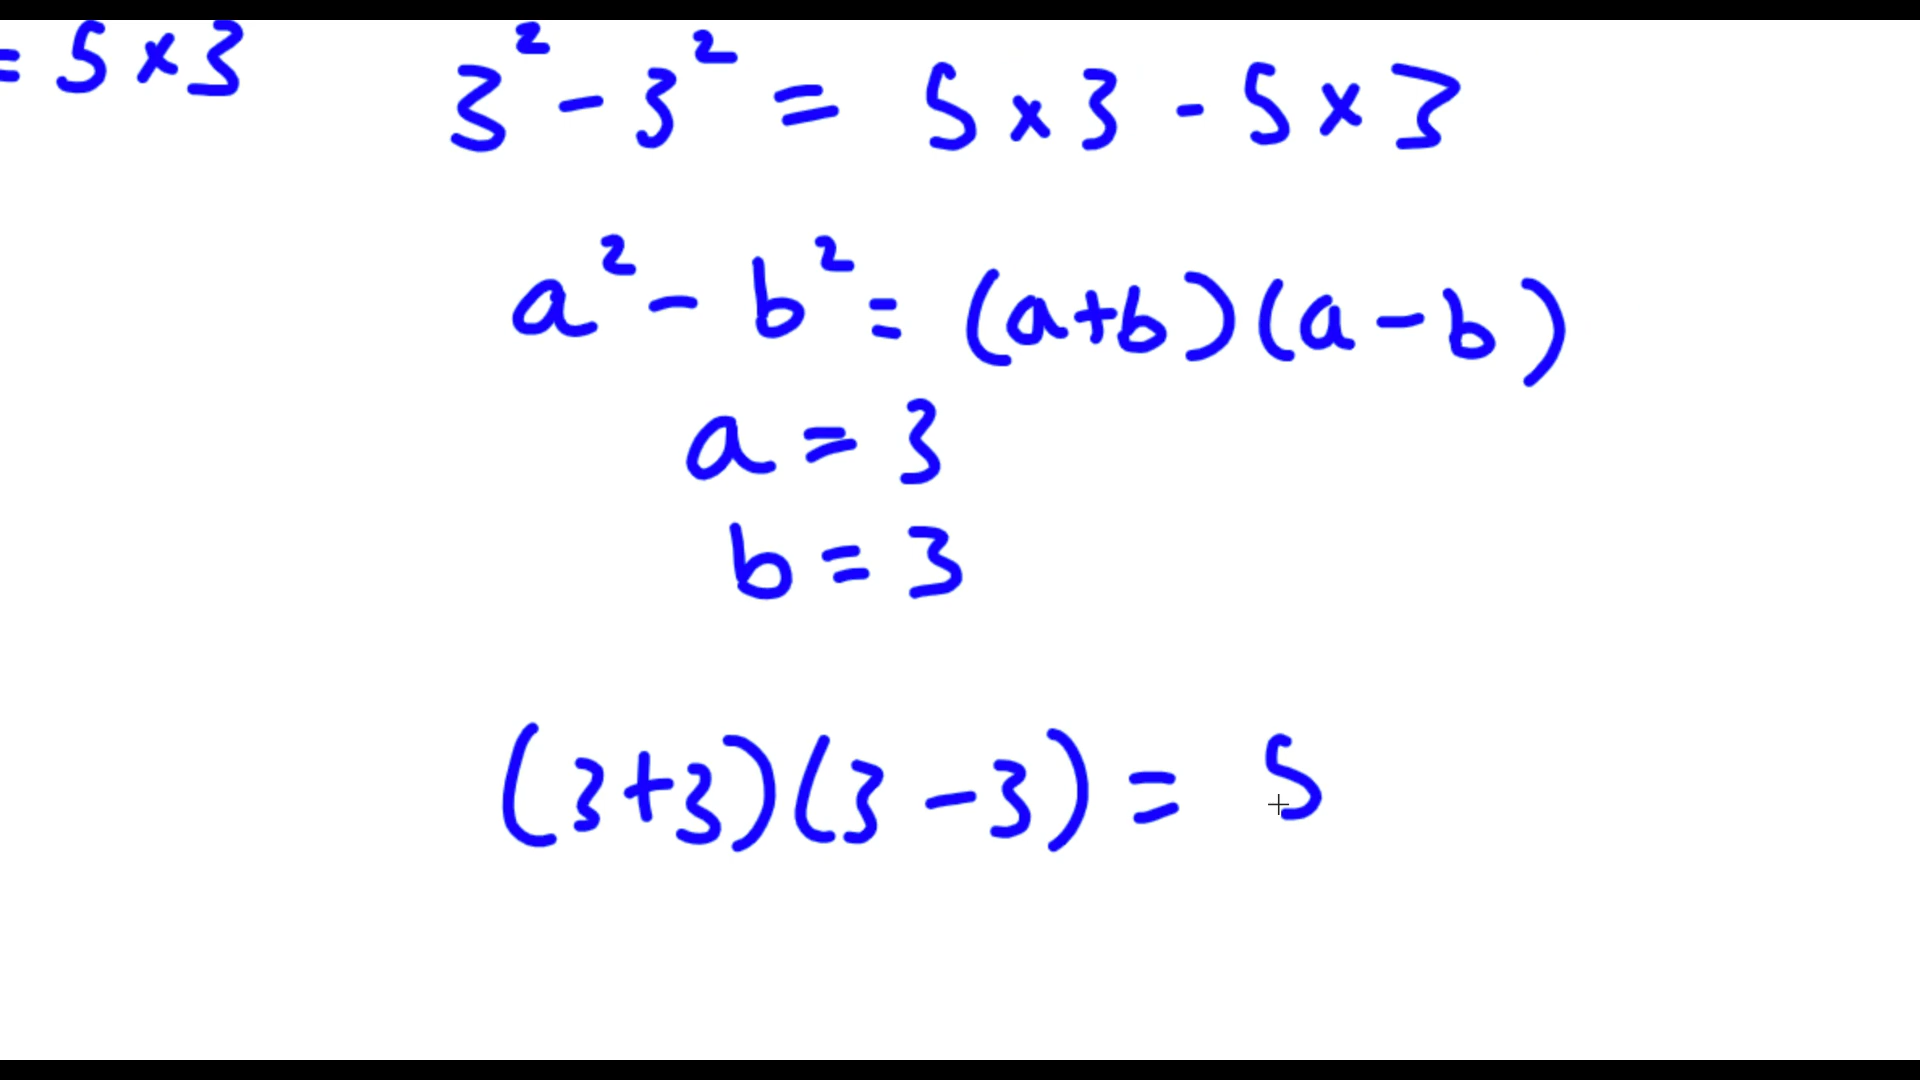 = 5 × 3
3² - 3² = 5 × 3 - 5 × 3
a² - b² = (a+b)(a-b)
a = 3
b = 3
(3+3)(3-3) = 5